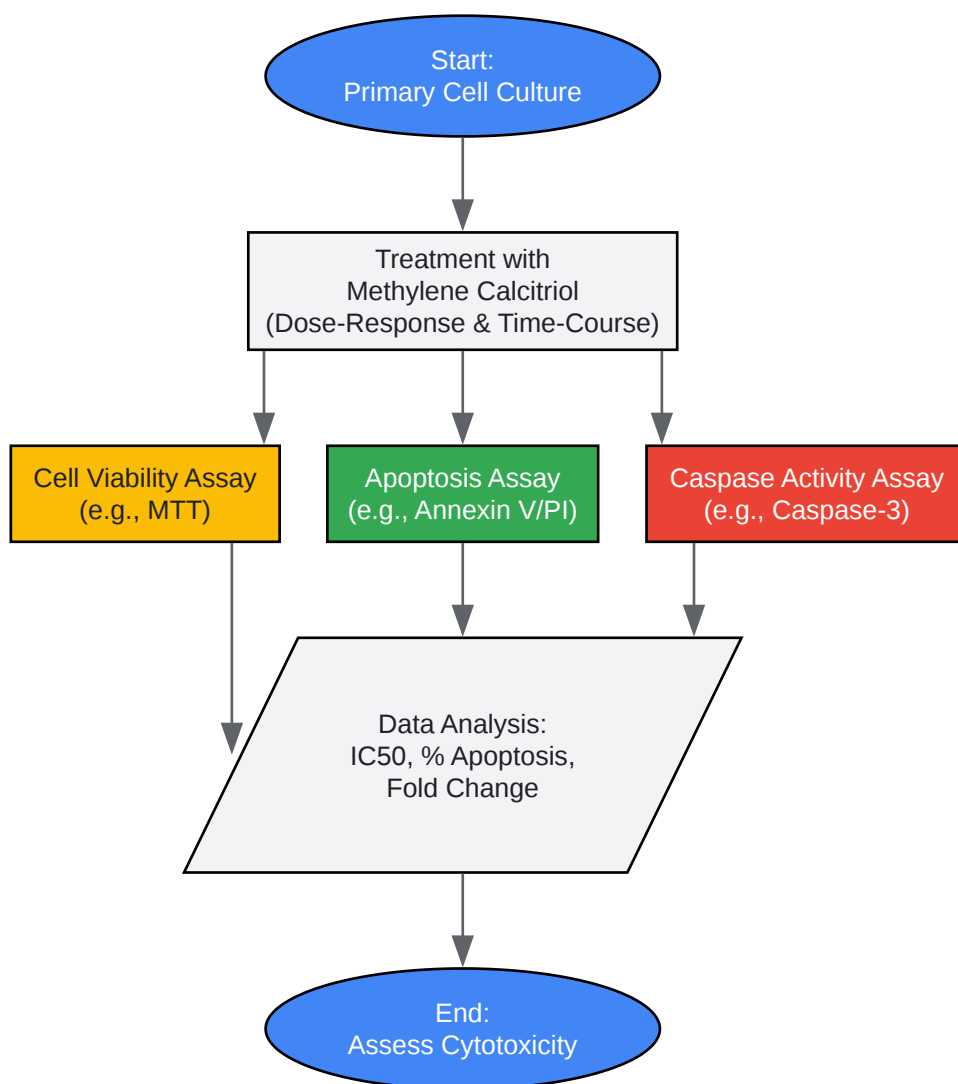 Start:
Primary Cell Culture
Treatment with
Methylene Calcitriol
(Dose-Response & Time-Course)
Cell Viability Assay
(e.g., MTT)
Apoptosis Assay
(e.g., Annexin V/PI)
Caspase Activity Assay
(e.g., Caspase-3)
Data Analysis:
IC50, % Apoptosis,
Fold Change
End:
Assess Cytotoxicity